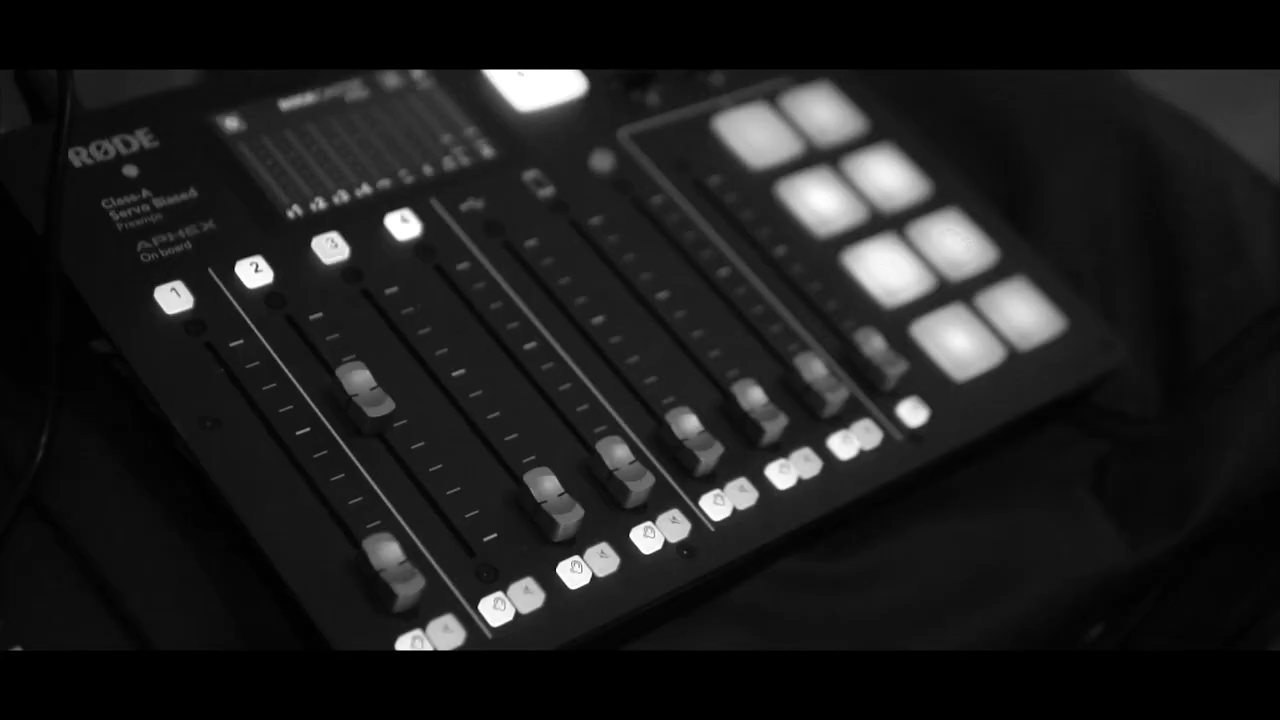 RØDE
Class-A
Servo Biased
Preamps
APHEX
On board
1
2
3
4